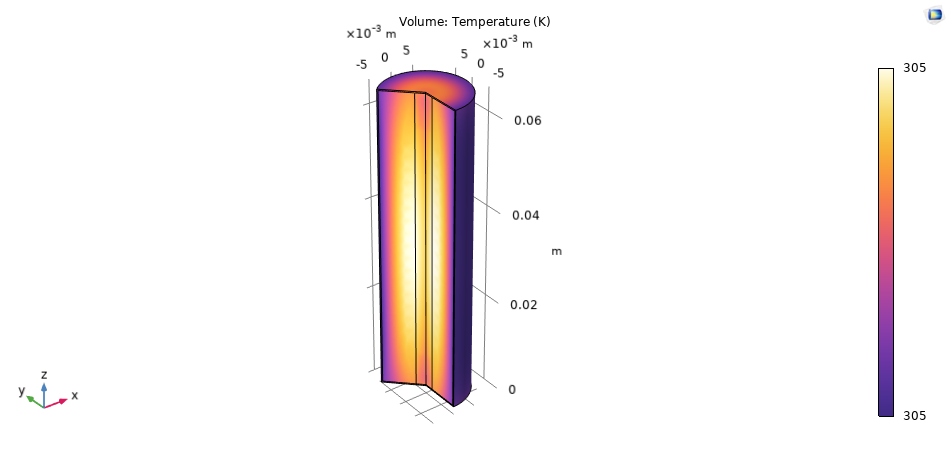 Volume: Temperature (K)
×10⁻³ m
-5 0 5
5 0 -5
×10⁻³ m
0.06
0.04
m
0.02
0
305
305
z
y
x